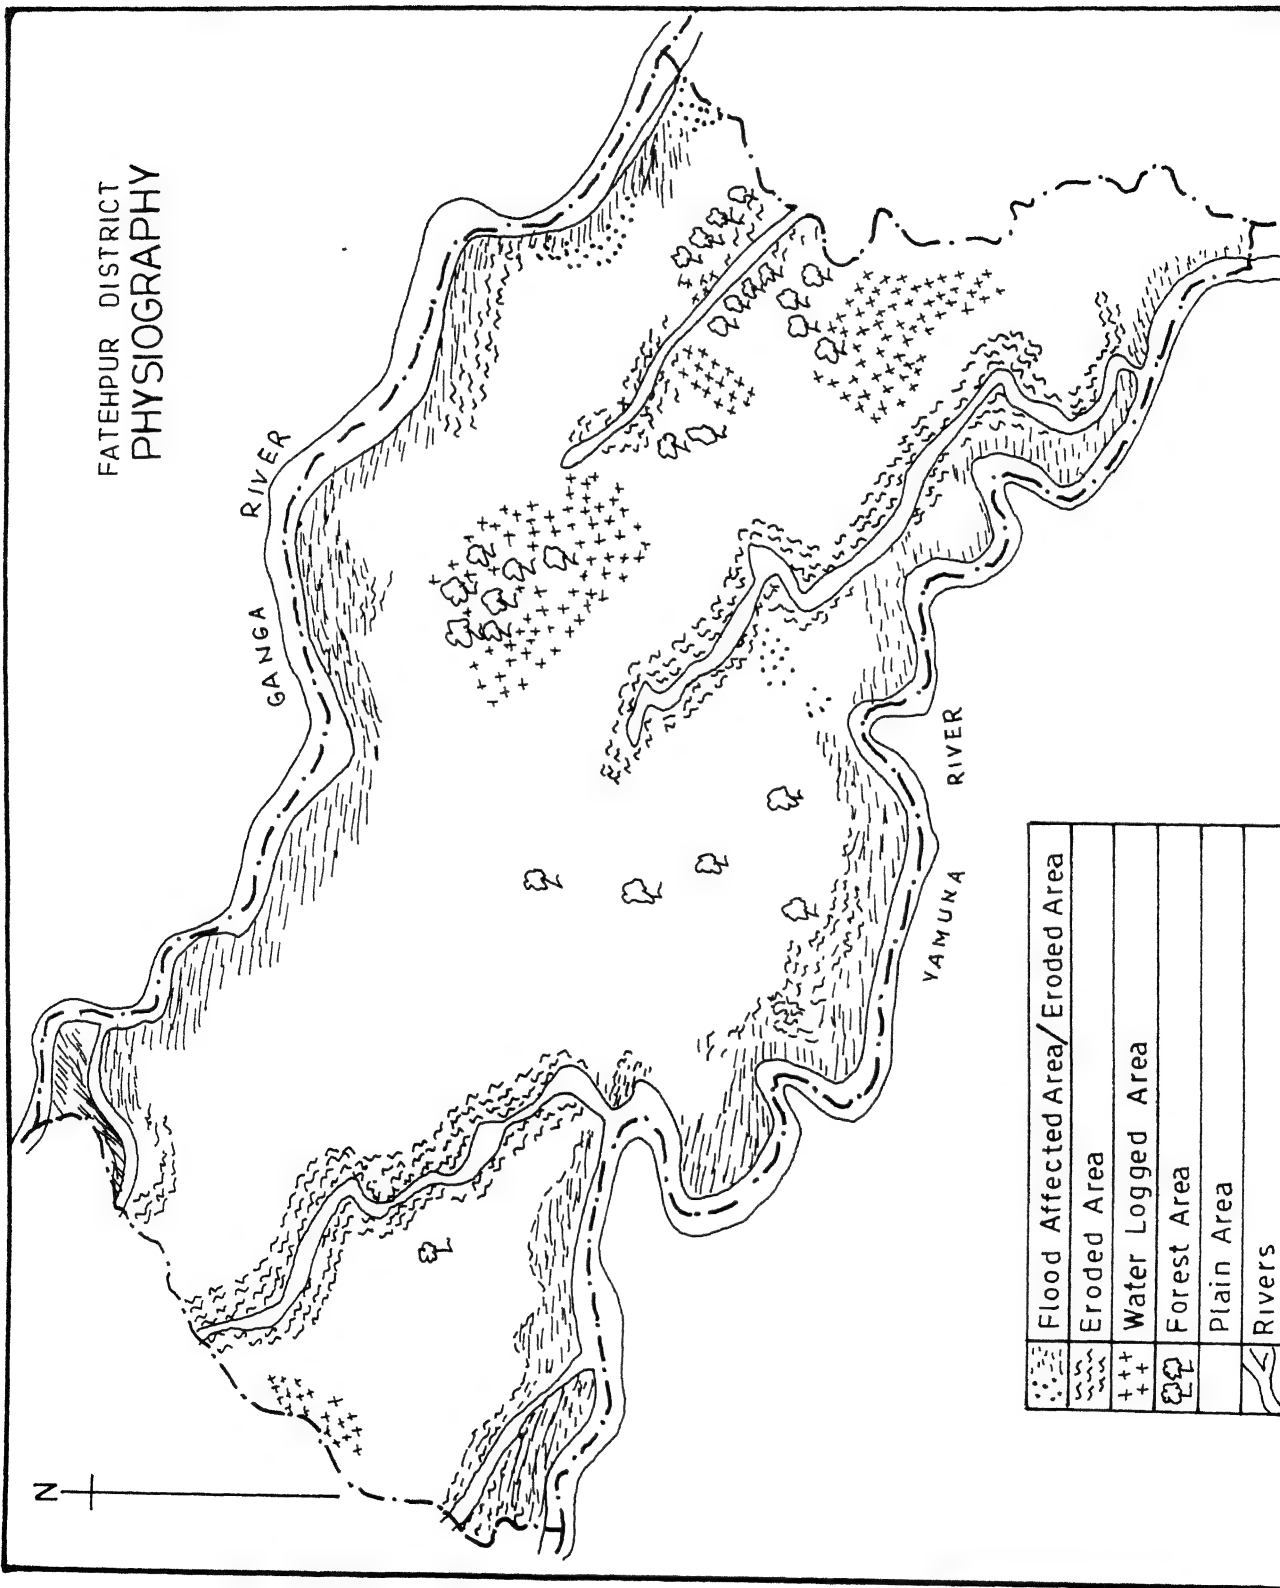 FATEHPUR DISTRICT
PHYSIOGRAPHY
N
GANGA RIVER
YAMUNA RIVER
Flood Affected Area/Eroded Area
Eroded Area
Water Logged Area
Forest Area
Plain Area
Rivers